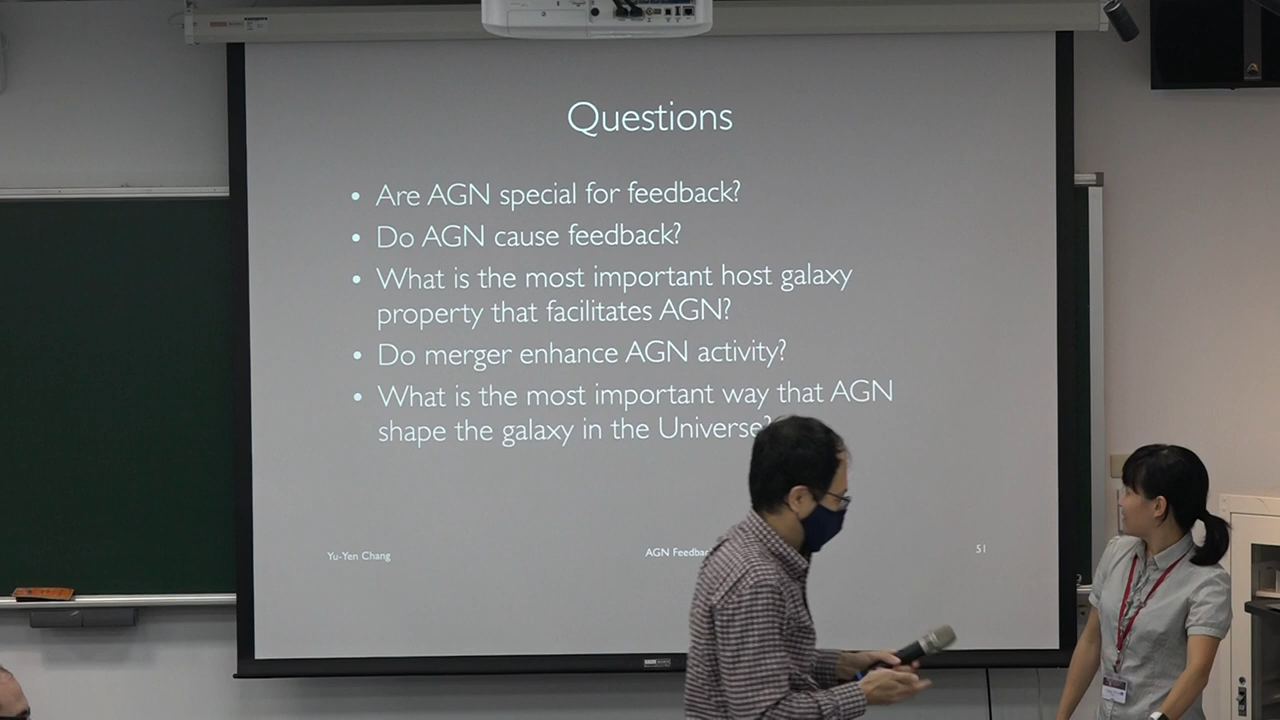 Questions
• Are AGN special for feedback?
• Do AGN cause feedback?
• What is the most important host galaxy
property that facilitates AGN?
• Do merger enhance AGN activity?
• What is the most important way that AGN
shape the galaxy in the Universe?
Yu-Yen Chang
AGN Feedbac
51